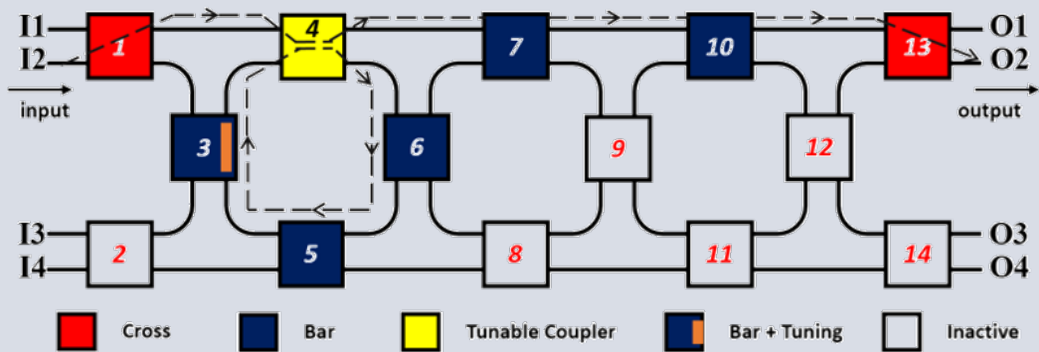 I1 1 4 7 10 13 O1
I2 O2
input output
3 6 9 12
I3 O3
2 5 8 11 14
I4 O4
Cross Bar Tunable Coupler Bar + Tuning Inactive